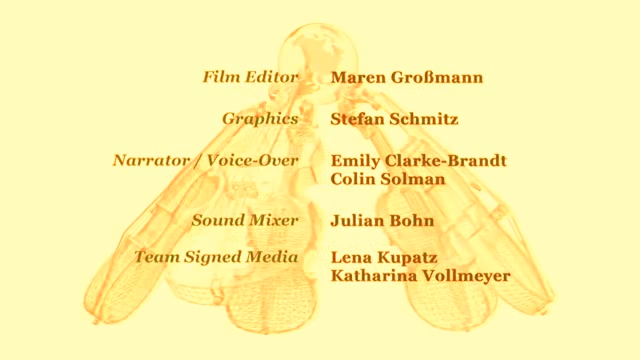 Film Editor Maren Großmann
Graphics Stefan Schmitz
Narrator / Voice-Over Emily Clarke-Brandt
Colin Solman
Sound Mixer Julian Bohn
Team Signed Media Lena Kupatz
Katharina Vollmeyer